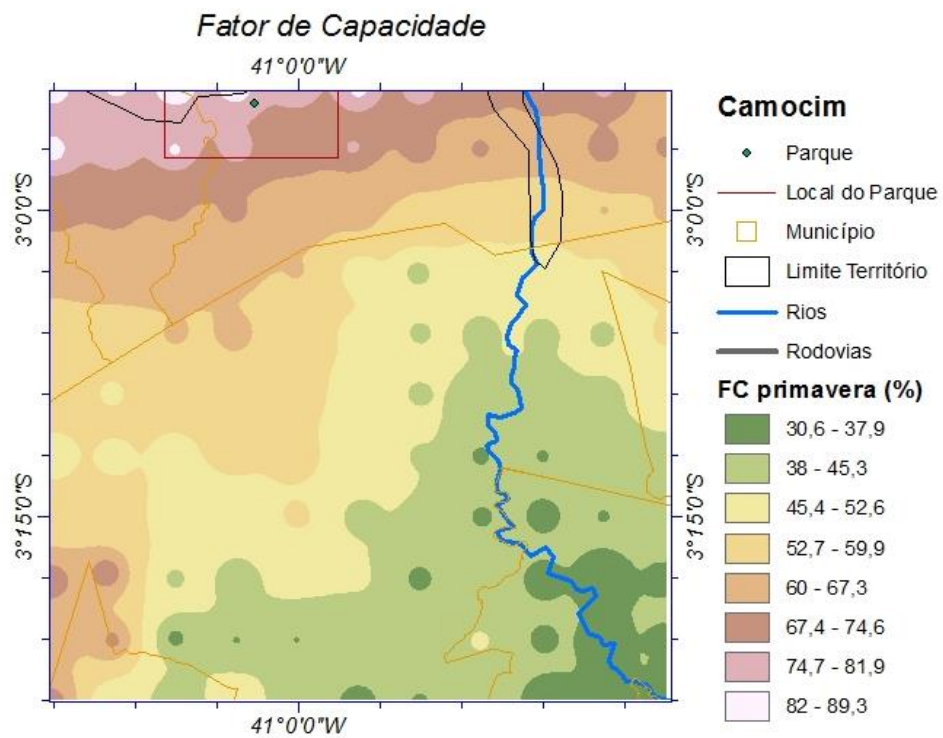 Fator de Capacidade
41°0'0"W
3°0'0"S
3°0'0"S
3°15'0"S
3°15'0"S
41°0'0"W
Camocim
Parque
Local do Parque
Município
Limite Território
Rios
Rodovias
FC primavera (%)
30,6 - 37,9
38 - 45,3
45,4 - 52,6
52,7 - 59,9
60 - 67,3
67,4 - 74,6
74,7 - 81,9
82 - 89,3